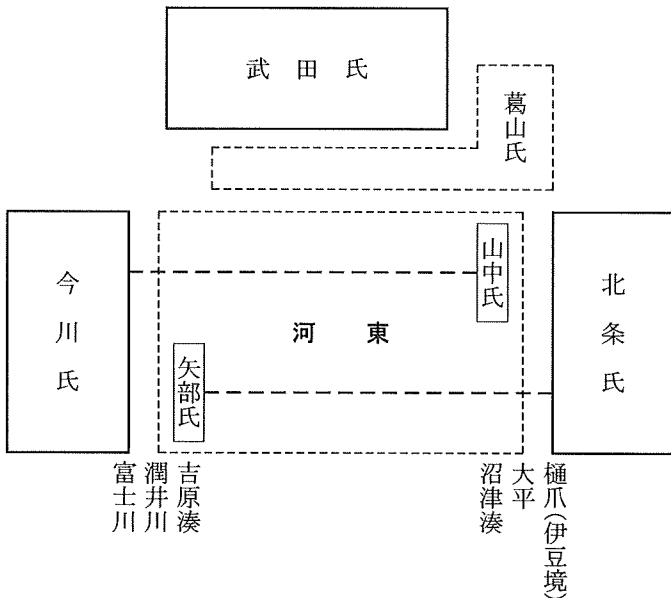 武田氏
葛山氏
今川氏
山中氏
河東
矢部氏
北条氏
富士川
潤井川
吉原湊
沼津湊
大平
樋爪(伊豆境)